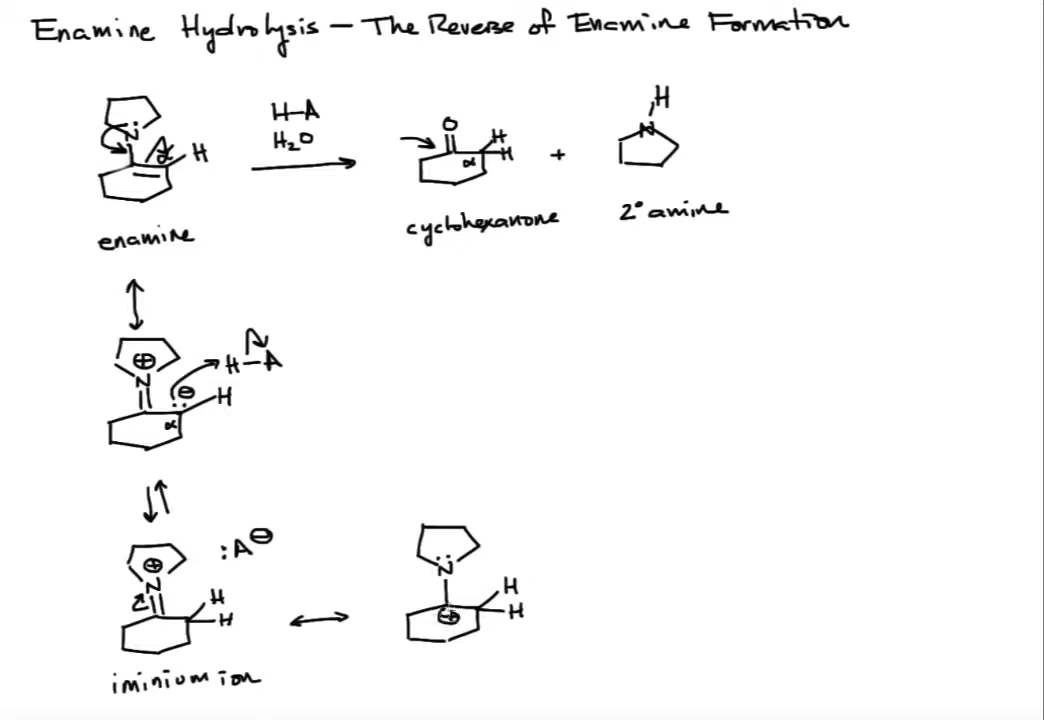 Enamine Hydrolysis – The Reverse of Enamine Formation
H–A
H₂O
N
α
H
O
H
H
α
+
H
N
enamine
cyclohexanone
2° amine
⊕
N
⊖
H–A
H
α
⊕
N
:A⊖
H
H
N
⊕
H
H
iminium ion